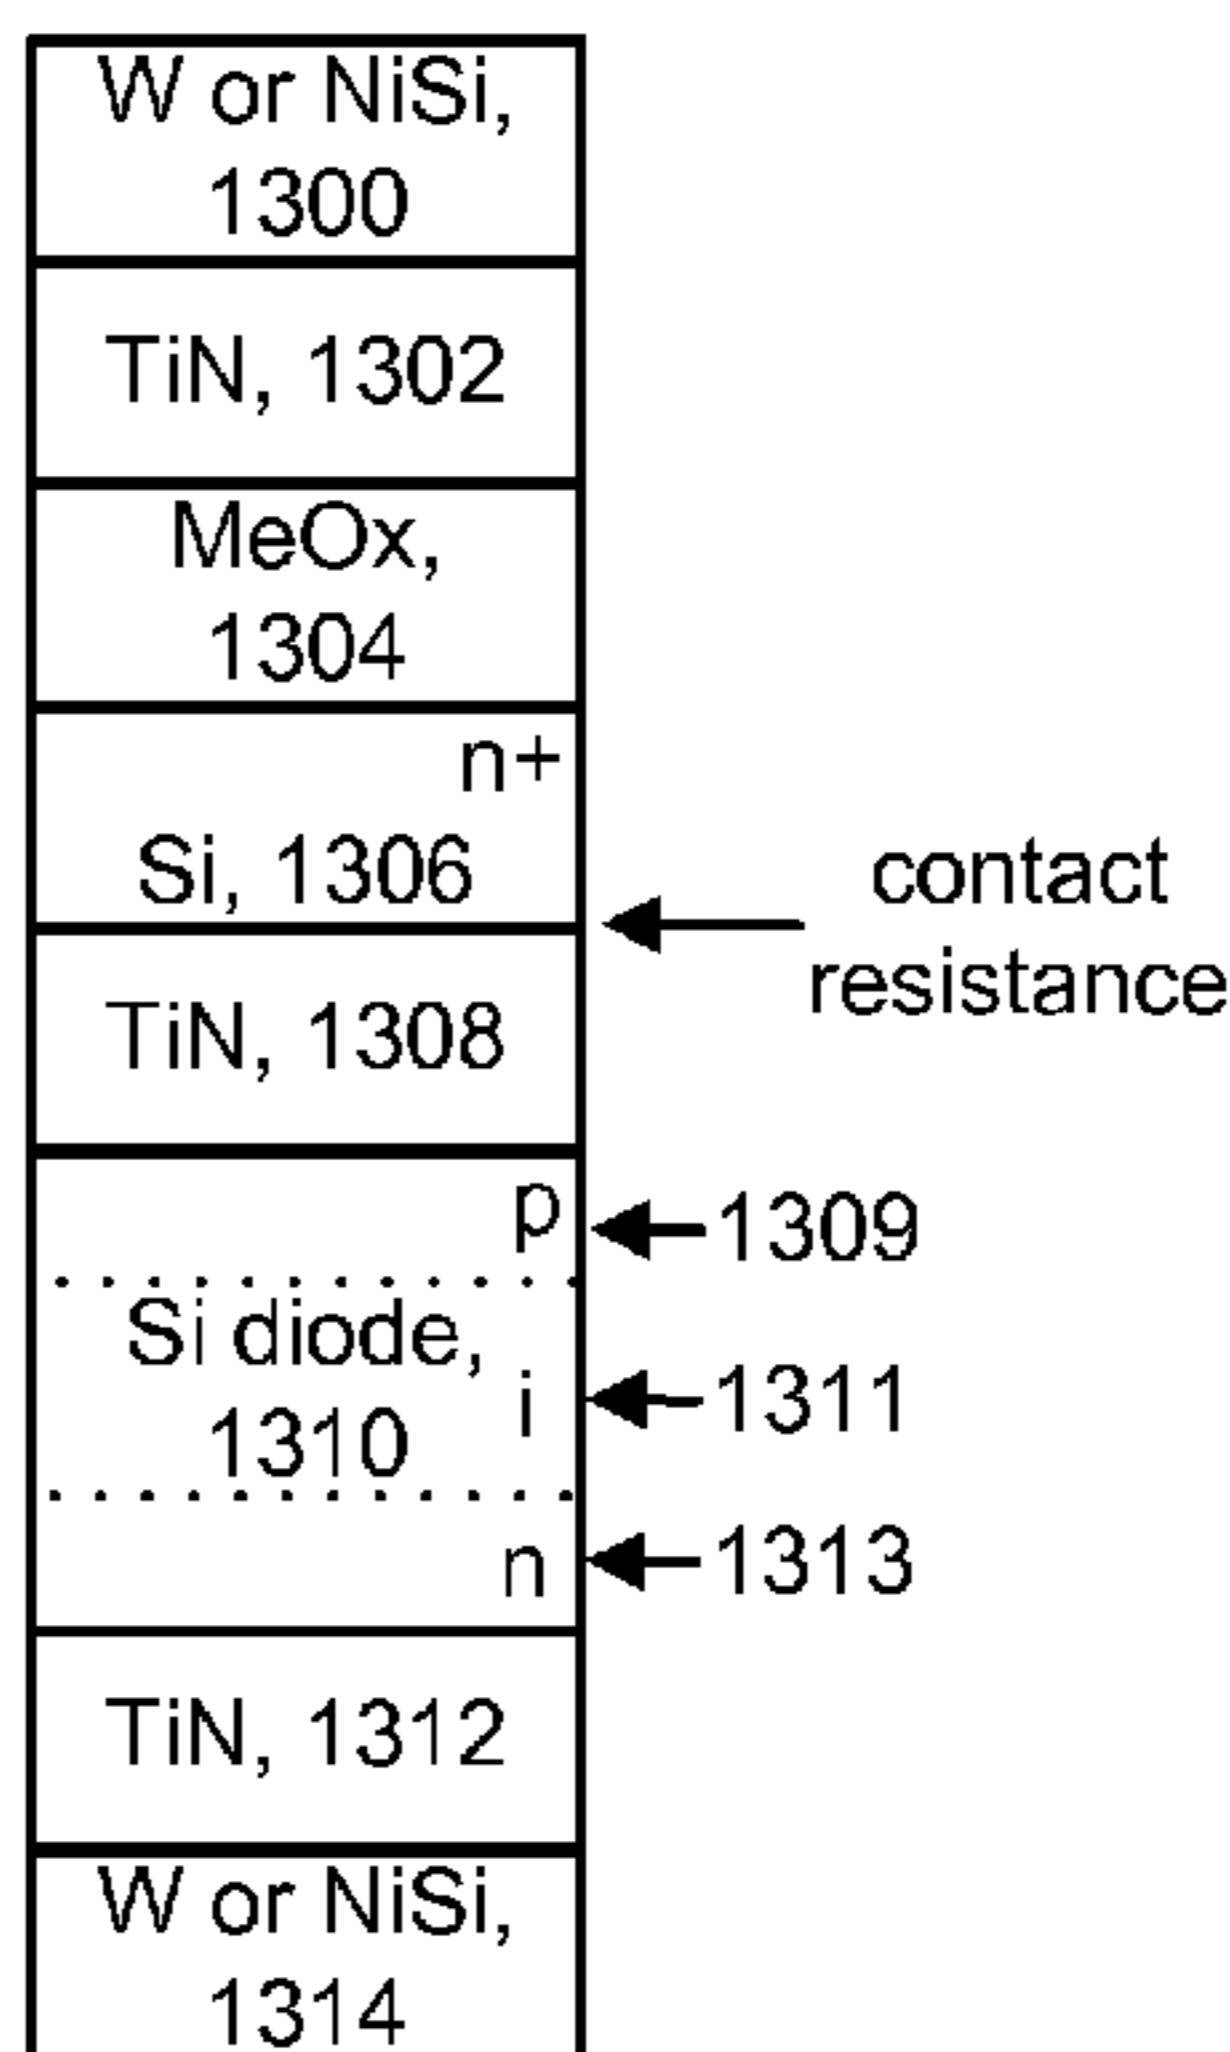 W or NiSi,
1300
TiN, 1302
MeOx,
1304
n+
Si, 1306
contact
resistance
TiN, 1308
p
1309
Si diode,
1310
i
1311
n
1313
TiN, 1312
W or NiSi,
1314